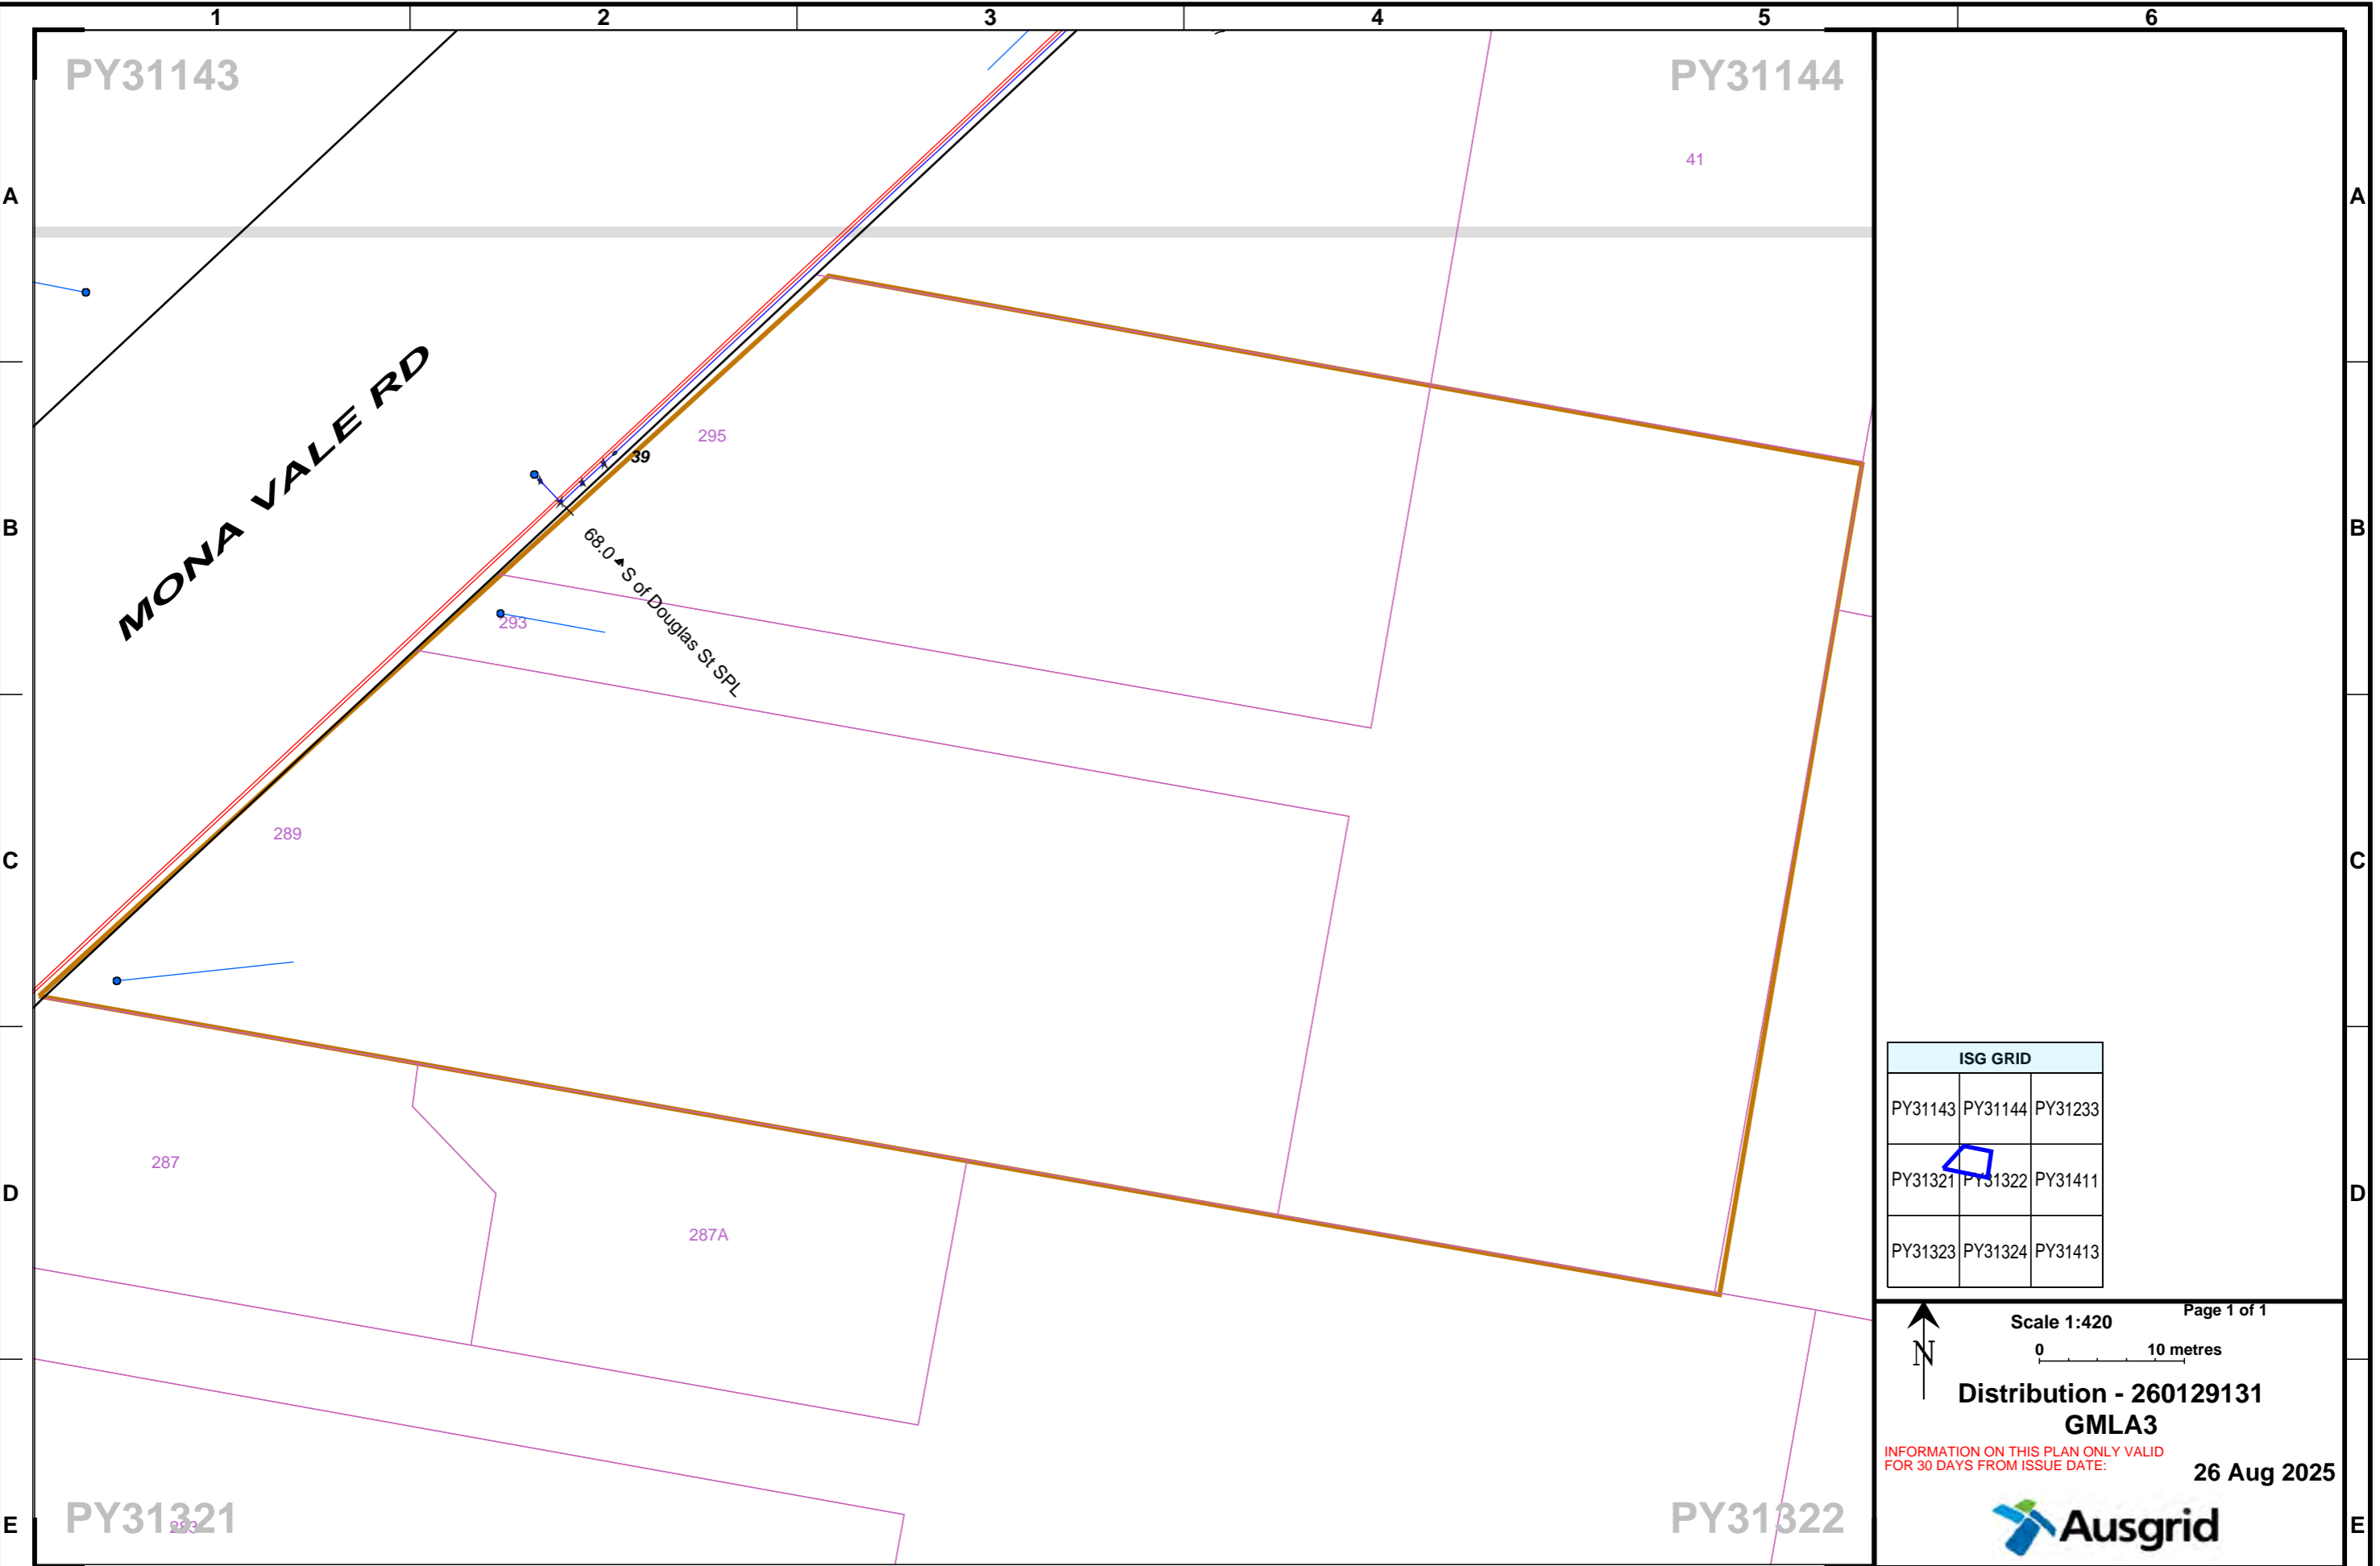 1 2 3 4 5 6
PY31143
PY31144
41
A A
MONA VALE RD
295
39
B B
68.0 S of Douglas St SPL
293
289
C C
287
287A
D D
283
PY31321
PY31322
E E
ISG GRID
PY31143 PY31144 PY31233
PY31321 PY31322 PY31411
PY31323 PY31324 PY31413
Page 1 of 1
Scale 1:420
N
0 10 metres
Distribution - 260129131
GMLA3
INFORMATION ON THIS PLAN ONLY VALID
FOR 30 DAYS FROM ISSUE DATE:
26 Aug 2025
Ausgrid